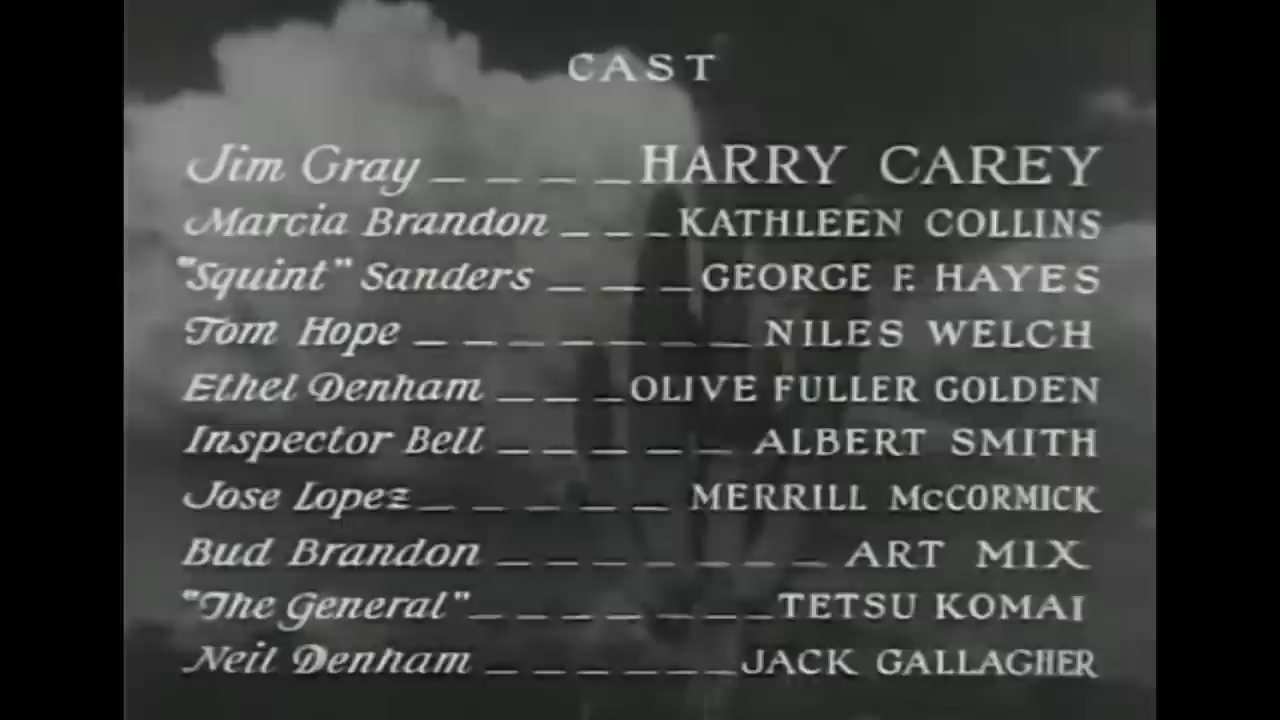 CAST
Jim Gray _ _ _ _ HARRY CAREY
Marcia Brandon _ _ _ KATHLEEN COLLINS
"Squint" Sanders _ _ _ _ GEORGE F. HAYES
Tom Hope _ _ _ _ _ _ _ _ NILES WELCH
Ethel Denham _ _ _ OLIVE FULLER GOLDEN
Inspector Bell _ _ _ _ _ ALBERT SMITH
Jose Lopez _ _ _ _ _ MERRILL McCORMICK
Bud Brandon _ _ _ _ _ _ _ _ ART MIX
"The General" _ _ _ _ _ _ _ TETSU KOMAI
Neil Denham _ _ _ _ _ _ JACK GALLAGHER